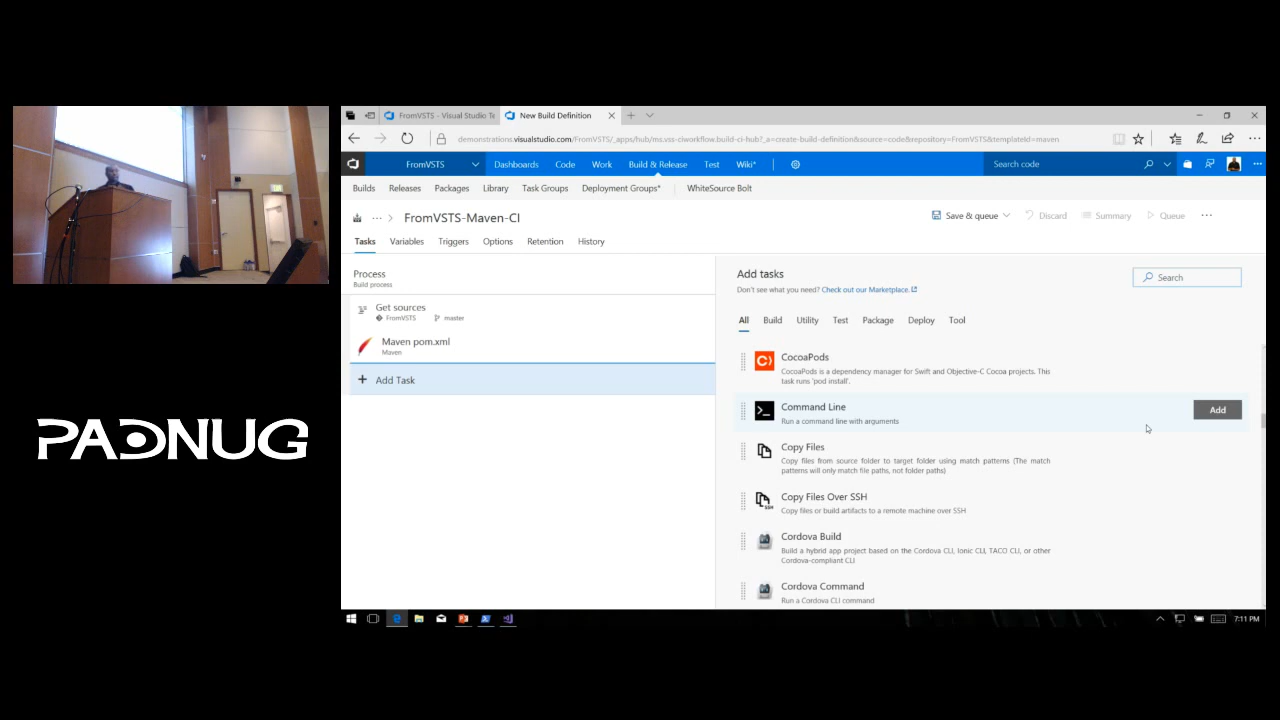 PADNUG
FromVSTS - Visual Studio Te
New Build Definition
demonstrations.visualstudio.com/FromVSTS/_apps/hub/ms.vss-ciworkflow.build-ci-hub?_a=create-build-definition&source=code&repository=FromVSTS&templateId=maven
FromVSTS
Dashboards Code Work Build & Release Test Wiki*
Search code
Builds Releases Packages Library Task Groups Deployment Groups* WhiteSource Bolt
... > FromVSTS-Maven-CI
Save & queue Discard Summary Queue ...
Tasks Variables Triggers Options Retention History
Process
Build process
Get sources
FromVSTS master
Maven pom.xml
Maven
+ Add Task
Add tasks
Don't see what you need? Check out our Marketplace.
Search
All Build Utility Test Package Deploy Tool
CocoaPods
CocoaPods is a dependency manager for Swift and Objective-C Cocoa projects. This
task runs 'pod install'.
Command Line
Run a command line with arguments
Add
Copy Files
Copy files from source folder to target folder using match patterns (The match
patterns will only match file paths, not folder paths)
Copy Files Over SSH
Copy files or build artifacts to a remote machine over SSH
Cordova Build
Build a hybrid app project based on the Cordova CLI, Ionic CLI, TACO CLI, or other
Cordova-compliant CLI
Cordova Command
Run a Cordova CLI command
7:11 PM